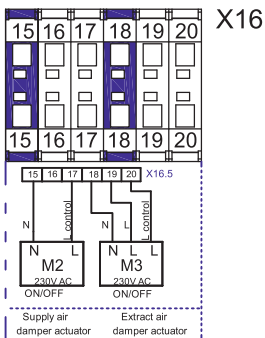 X16
15 16 17 18 19 20
15 16 17 18 19 20
15 16 17 18 19 20 X16.5
N L control N L L control
N L N L L
M2 M3
230V AC 230V AC
ON/OFF ON/OFF
Supply air Extract air
damper actuator damper actuator